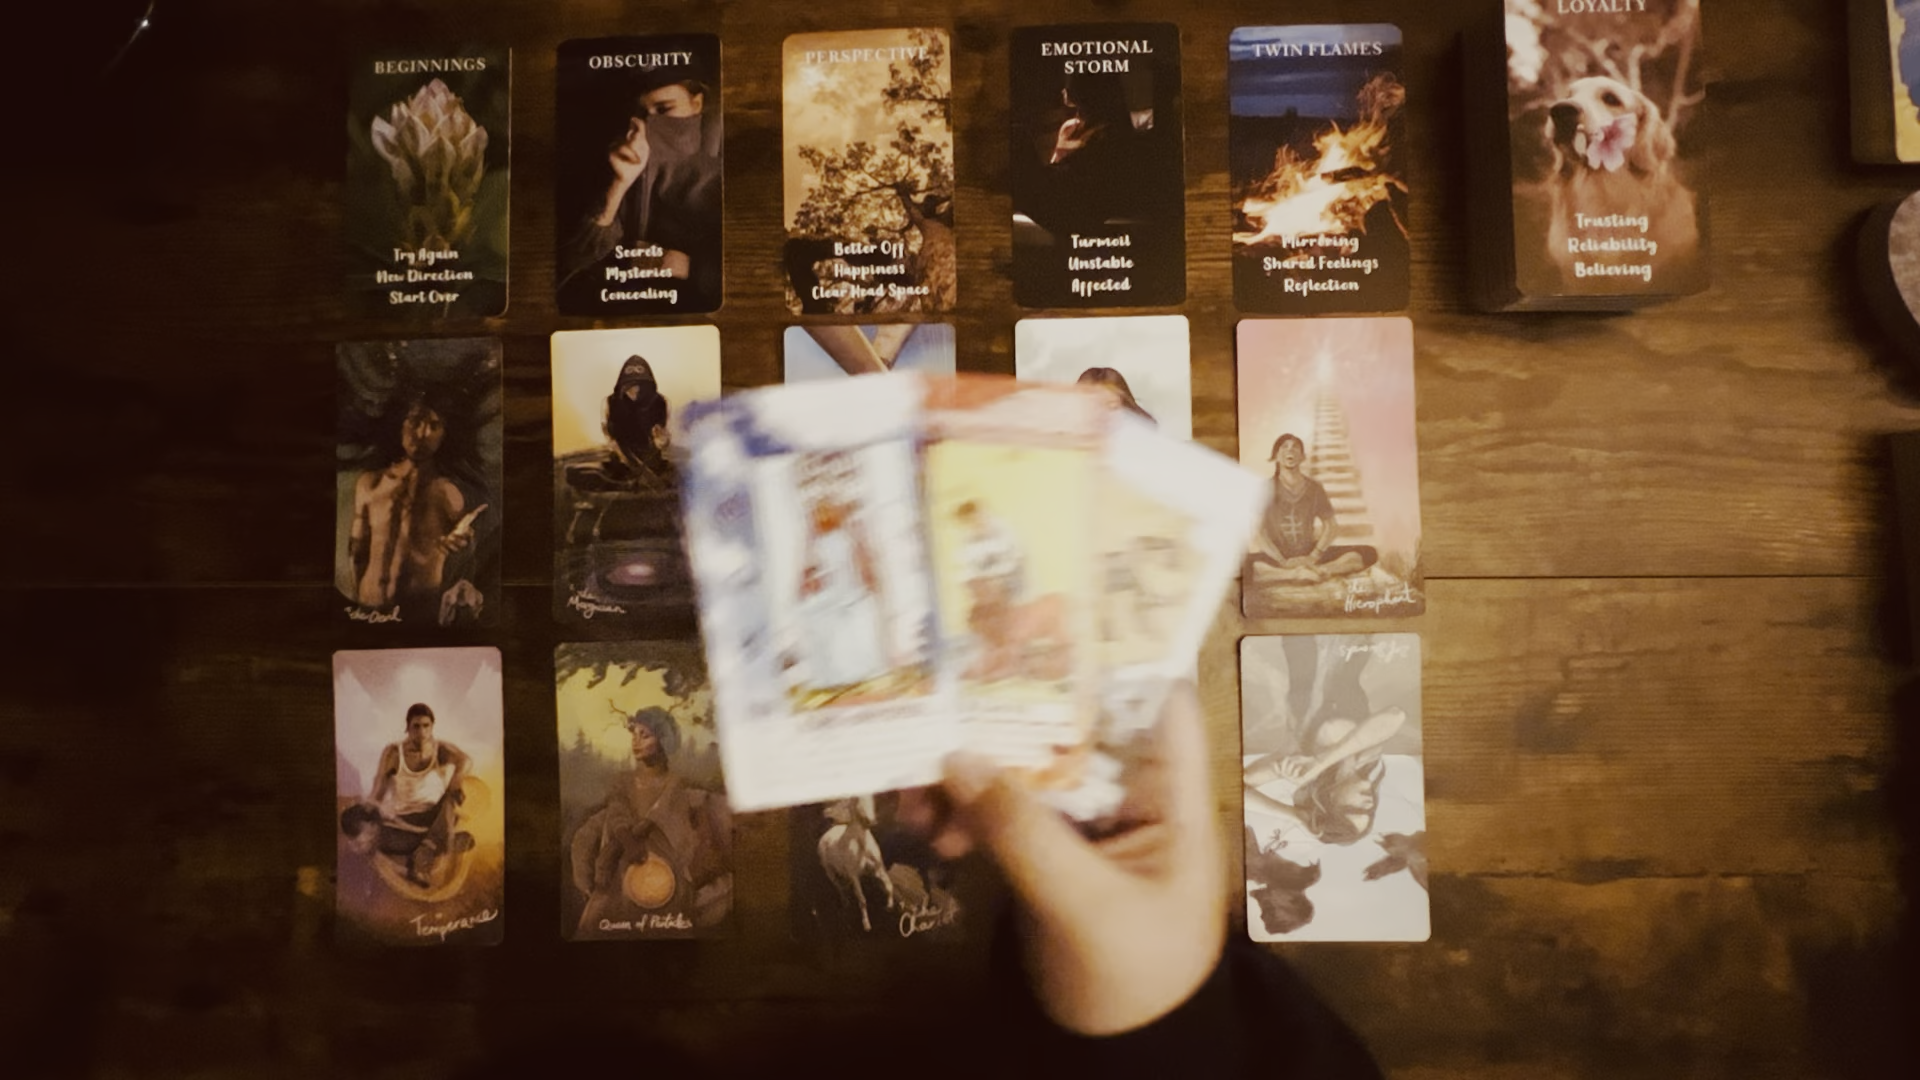 BEGINNINGS
Try Again
New Direction
Start Over
OBSCURITY
Secrets
Mysteries
Concealing
PERSPECTIVE
Better Off
Happiness
Clear Head Space
EMOTIONAL
STORM
Turmoil
Unstable
Affected
TWIN FLAMES
Mirroring
Shared Feelings
Reflection
LOYALTY
Trusting
Reliability
Believing
the
Magician
the
Hierophant
Temperance
Queen of Pentacles
the
Chariot